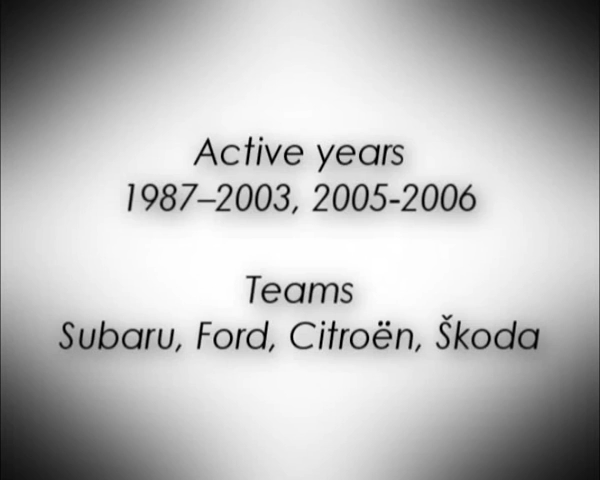 Active years
1987–2003, 2005-2006
Teams
Subaru, Ford, Citroën, Škoda